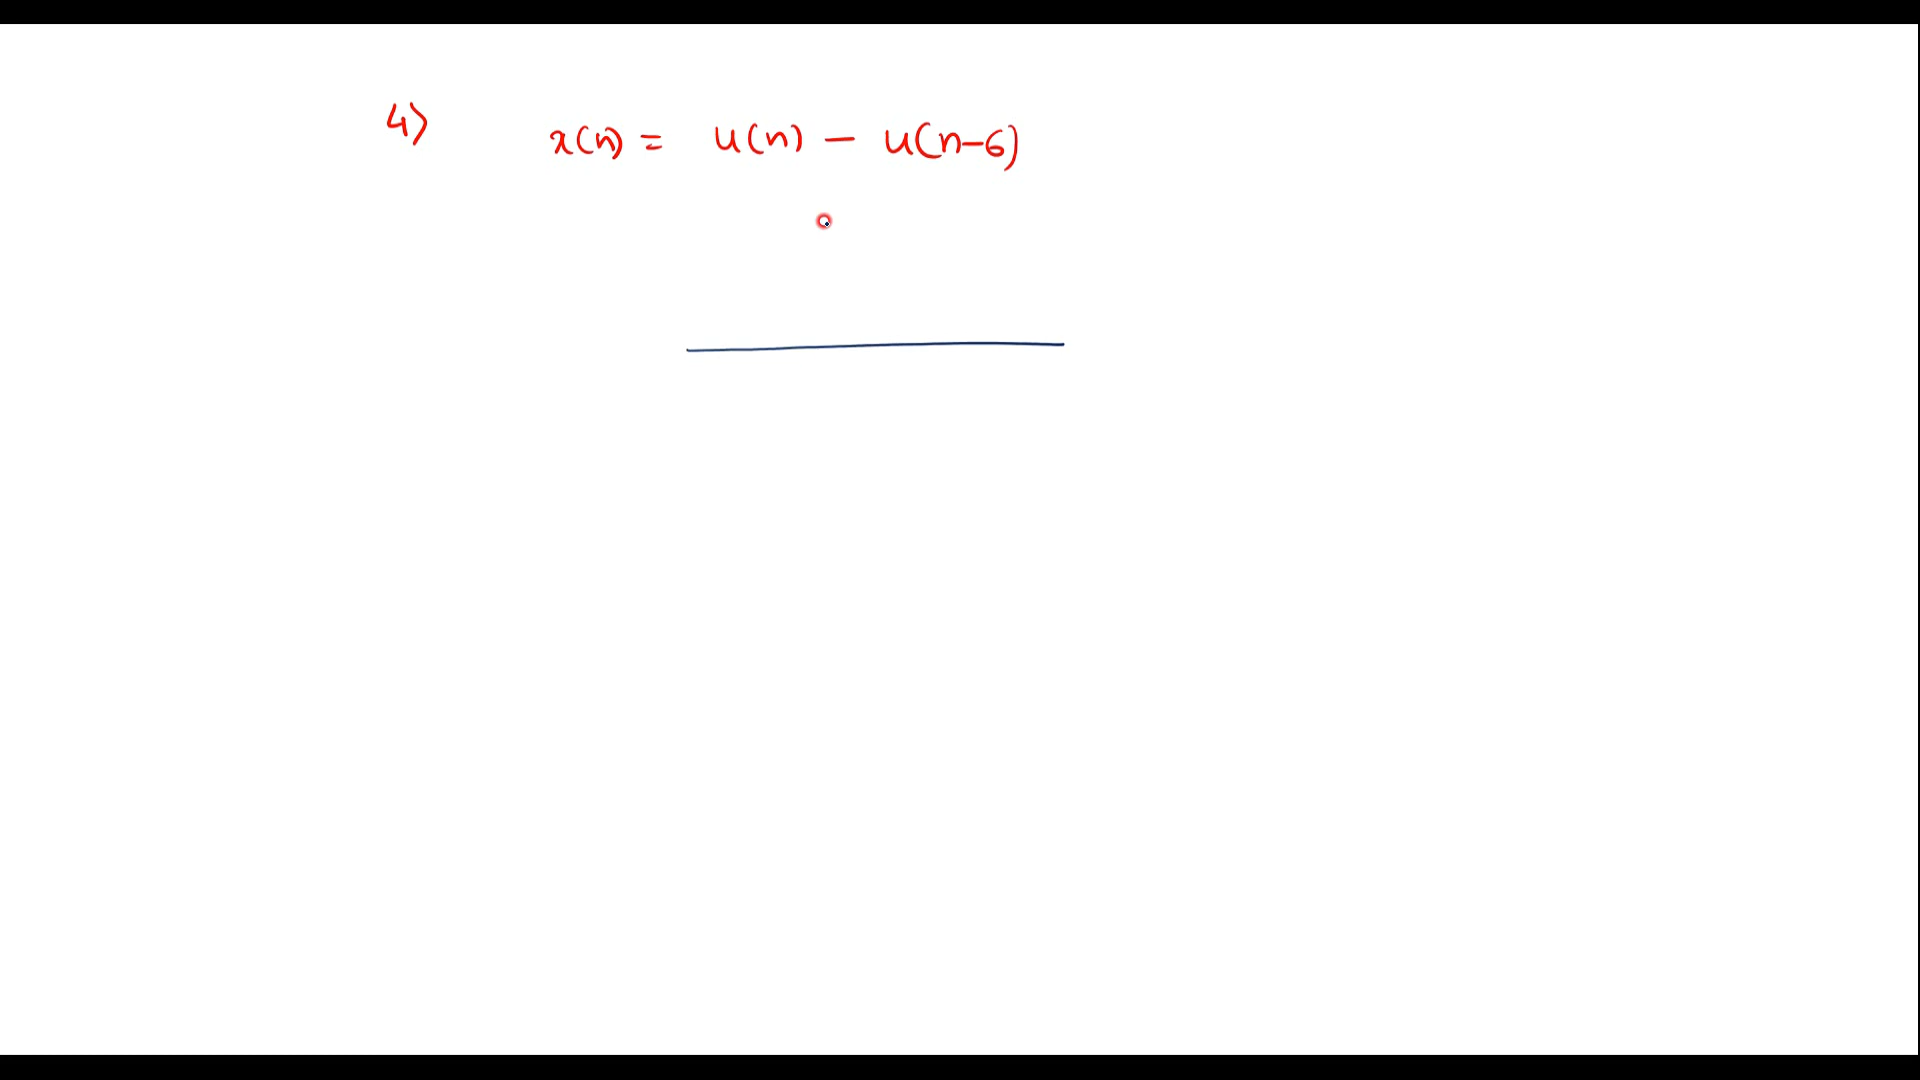 4) x(n) = u(n) - u(n-6)